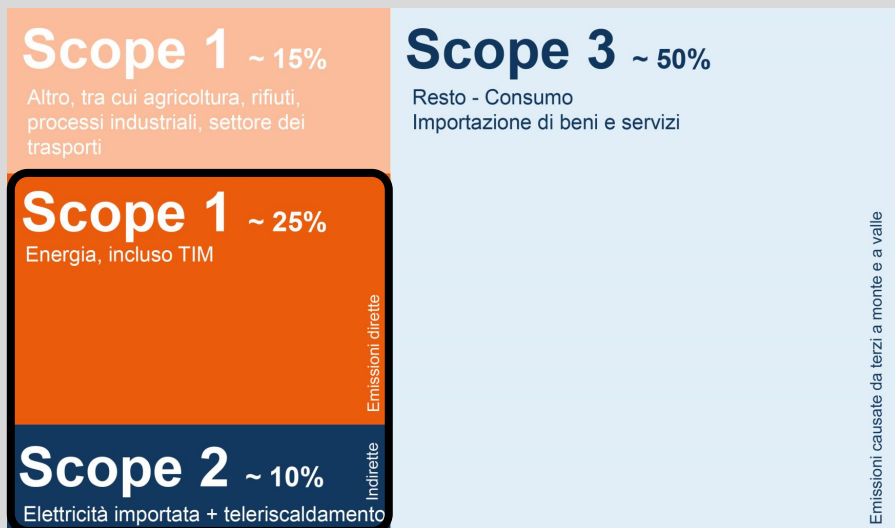 Scope 1 ~ 15%
Altro, tra cui agricoltura, rifiuti,
processi industriali, settore dei
trasporti
Scope 1 ~ 25%
Energia, incluso TIM
Emissioni dirette
Scope 2 ~ 10%
Elettricità importata + teleriscaldamento
Indirette
Scope 3 ~ 50%
Resto - Consumo
Importazione di beni e servizi
Emissioni causate da terzi a monte e a valle